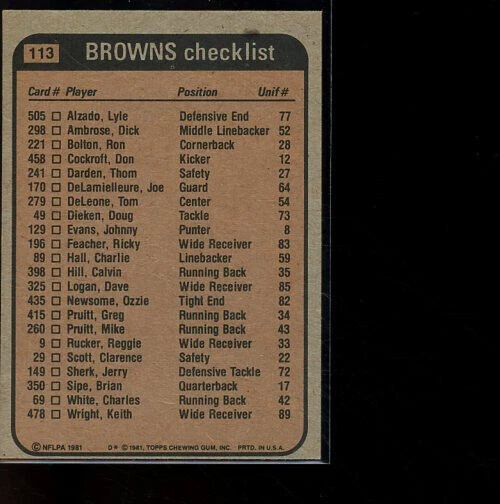 113 BROWNS checklist
Card # Player Position Unif #
505 Alzado, Lyle Defensive End 77
298 Ambrose, Dick Middle Linebacker 52
221 Bolton, Ron Cornerback 28
458 Cockroft, Don Kicker 12
241 Darden, Thom Safety 27
170 DeLamielleure, Joe Guard 64
279 DeLeone, Tom Center 54
49 Dieken, Doug Tackle 73
129 Evans, Johnny Punter 8
196 Feacher, Ricky Wide Receiver 83
89 Hall, Charlie Linebacker 59
398 Hill, Calvin Running Back 35
325 Logan, Dave Wide Receiver 85
435 Newsome, Ozzie Tight End 82
415 Pruitt, Greg Running Back 34
260 Pruitt, Mike Running Back 43
9 Rucker, Reggie Wide Receiver 33
29 Scott, Clarence Safety 22
149 Sherk, Jerry Defensive Tackle 72
350 Sipe, Brian Quarterback 17
69 White, Charles Running Back 42
478 Wright, Keith Wide Receiver 89
© NFLPA 1981 D* © 1981, TOPPS CHEWING GUM, INC. PRTD. IN U.S.A.